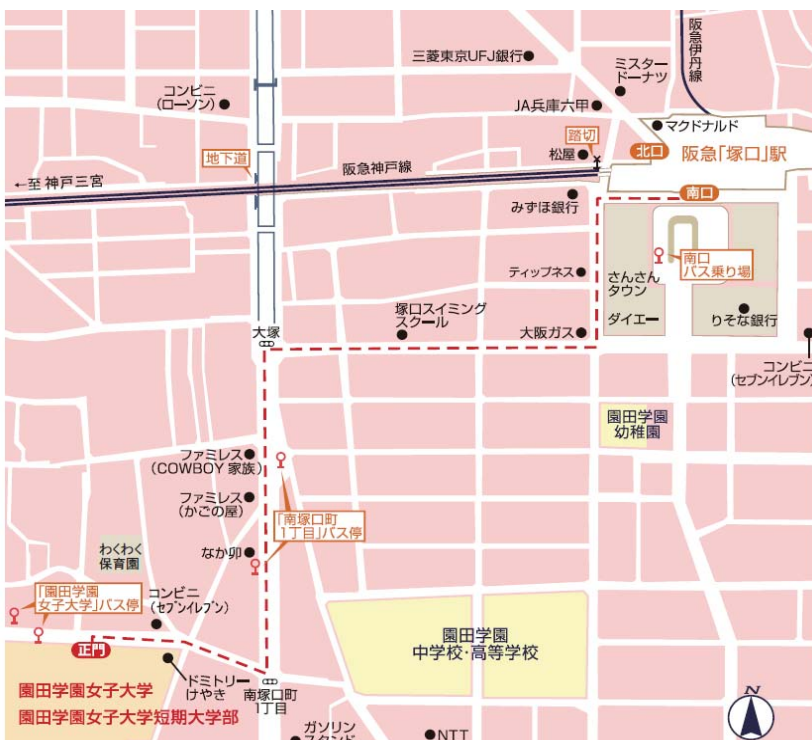 三菱東京UFJ銀行
ミスター
ドーナツ
阪急伊丹線
コンビニ
(ローソン)
JA兵庫六甲
マクドナルド
踏切
北口
阪急「塚口」駅
松屋
地下道
阪急神戸線
←至 神戸三宮
みずほ銀行
南口
南口
バス乗り場
ティップネス
さんさん
タウン
塚口スイミング
スクール
大阪ガス
ダイエー
りそな銀行
大塚
コンビニ
(セブンイレブン)
園田学園
幼稚園
ファミレス
(COWBOY 家族)
ファミレス
(かごの屋)
「南塚口町
1丁目」バス停
なか卯
わくわく
保育園
「園田学園
女子大学」バス停
コンビニ
(セブンイレブン)
園田学園
中学校・高等学校
正門
ドミトリー
けやき
南塚口町
1丁目
園田学園女子大学
園田学園女子大学短期大学部
ガソリン
スタンド
NTT
N